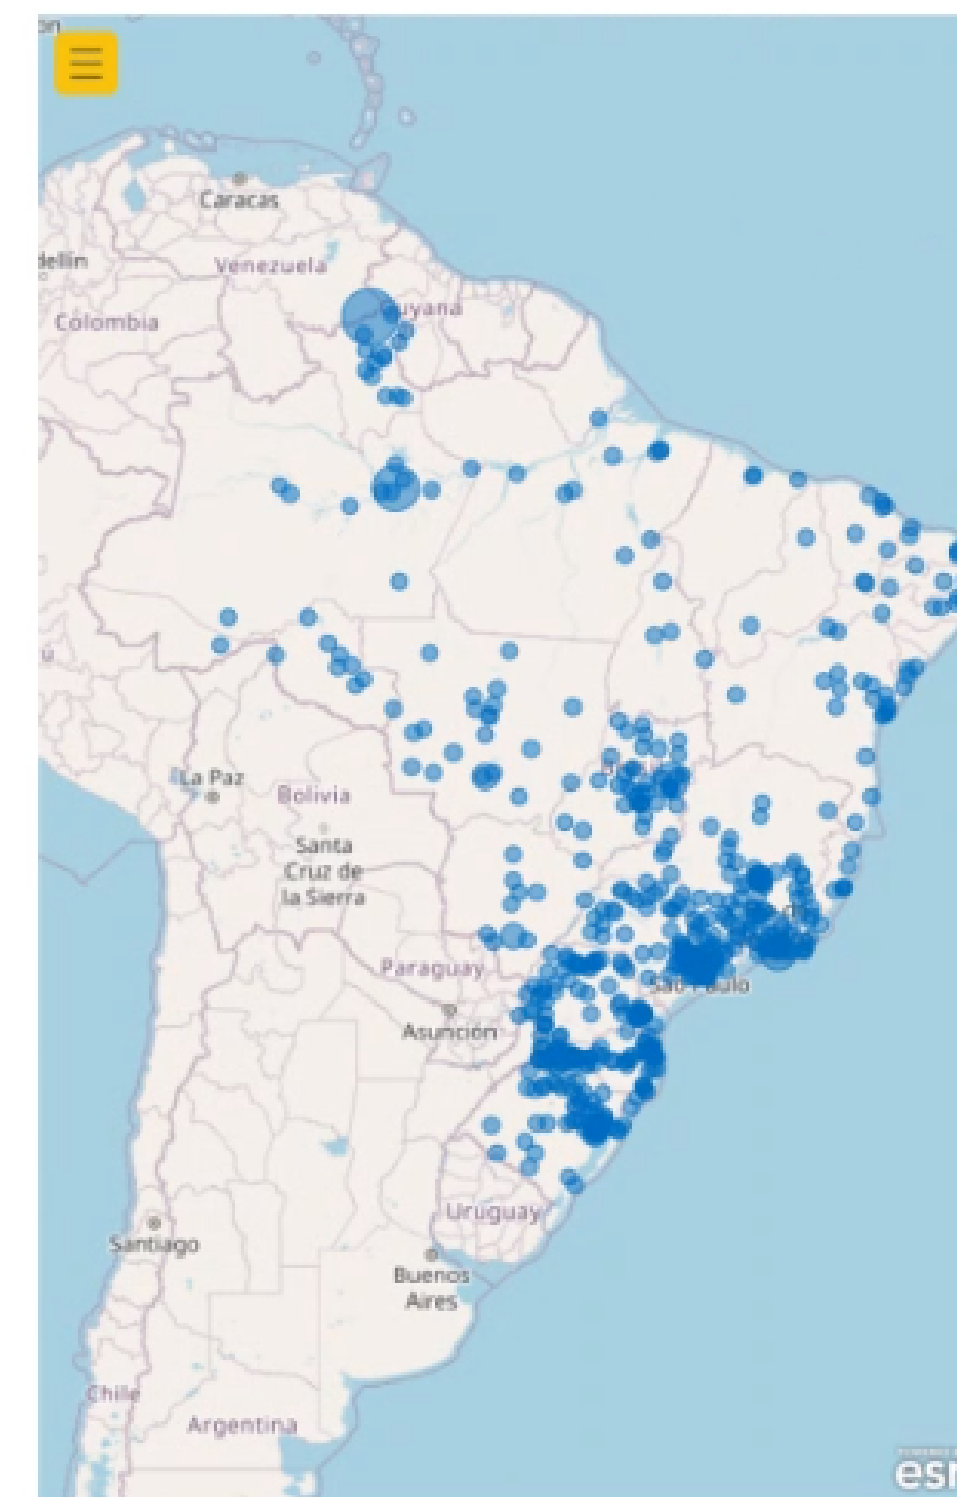 Caracas
Venezuela
Colombia
La Paz
Bolivia
Santa
Cruz de
la Sierra
Paraguay
Asunción
Uruguay
Santiago
Buenos
Aires
Chile
Argentina